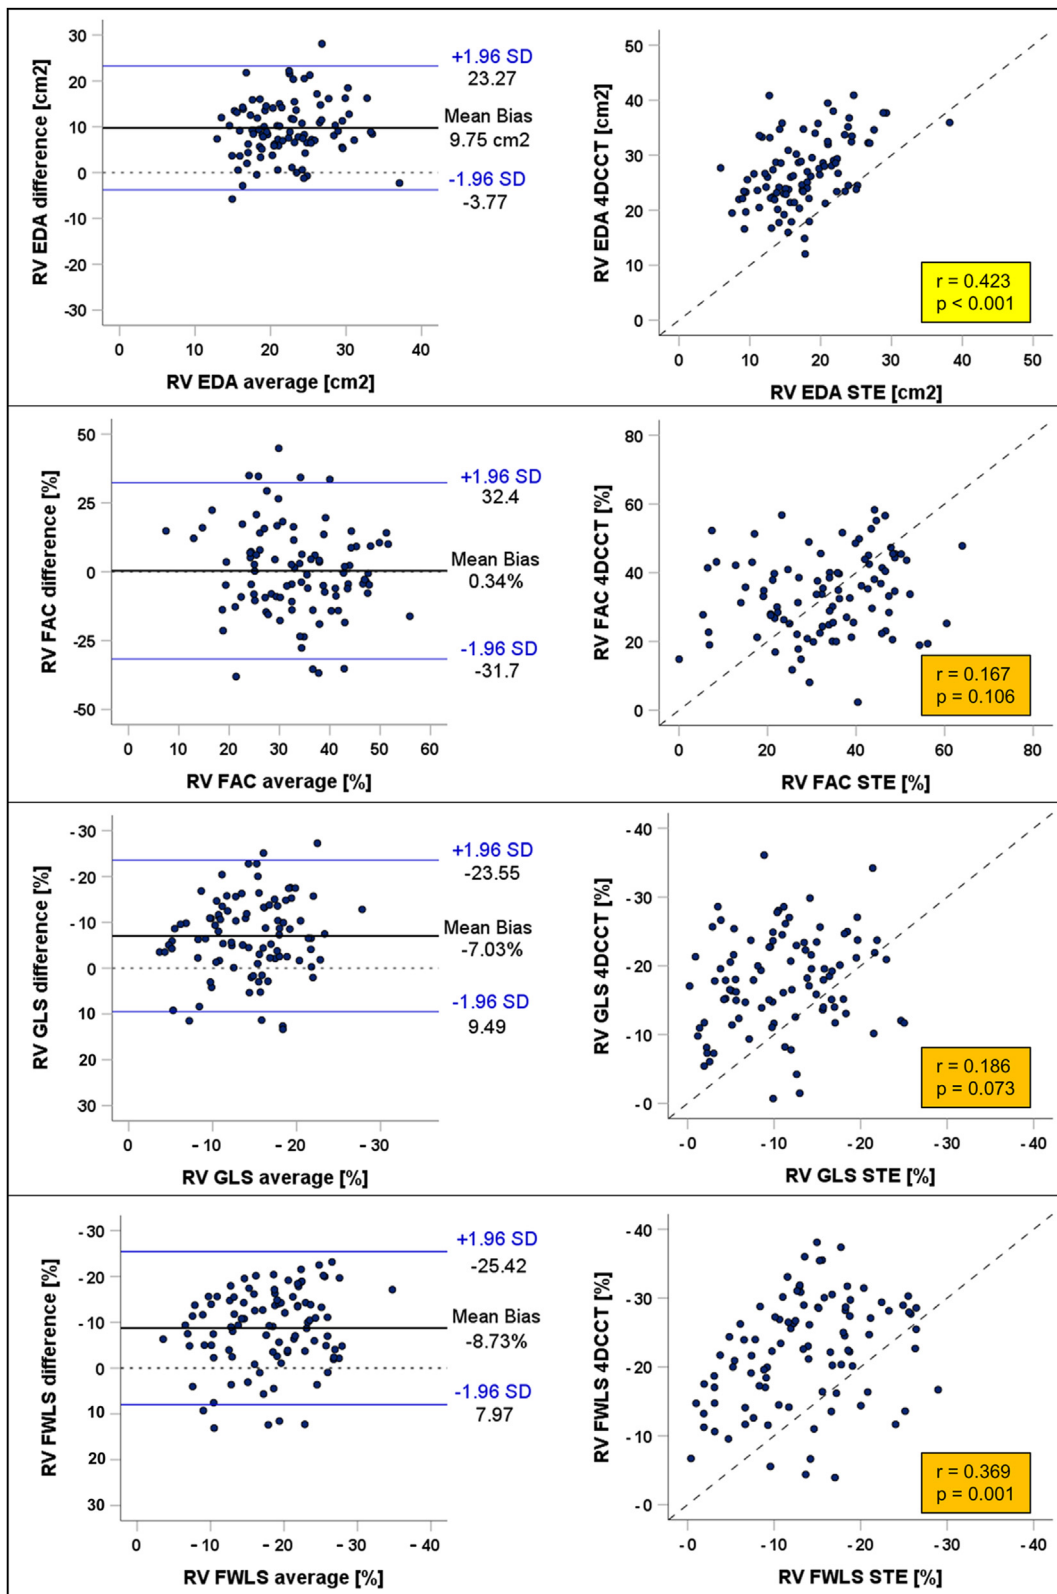 30
20
10
0
-10
-20
-30
RV EDA difference [cm2]
0 10 20 30 40
RV EDA average [cm2]
+1.96 SD
23.27
Mean Bias
9.75 cm2
-1.96 SD
-3.77
50
40
30
20
10
0
RV EDA 4DCCT [cm2]
0 10 20 30 40 50
RV EDA STE [cm2]
r = 0.423
p < 0.001
50
25
0
-25
-50
RV FAC difference [%]
0 10 20 30 40 50 60
RV FAC average [%]
+1.96 SD
32.4
Mean Bias
0.34%
-1.96 SD
-31.7
80
60
40
20
0
RV FAC 4DCCT [%]
0 20 40 60 80
RV FAC STE [%]
r = 0.167
p = 0.106
- 30
- 20
- 10
0
10
20
30
RV GLS difference [%]
0 - 10 - 20 - 30
RV GLS average [%]
+1.96 SD
-23.55
Mean Bias
-7.03%
-1.96 SD
9.49
- 40
- 30
- 20
- 10
- 0
RV GLS 4DCCT [%]
- 0 - 10 - 20 - 30 - 40
RV GLS STE [%]
r = 0.186
p = 0.073
- 30
- 20
- 10
0
10
20
30
RV FWLS difference [%]
0 - 10 - 20 - 30 - 40
RV FWLS average [%]
+1.96 SD
-25.42
Mean Bias
-8.73%
-1.96 SD
7.97
- 40
- 30
- 20
- 10
- 0
RV FWLS 4DCCT [%]
- 0 - 10 - 20 - 30 - 40
RV FWLS STE [%]
r = 0.369
p = 0.001